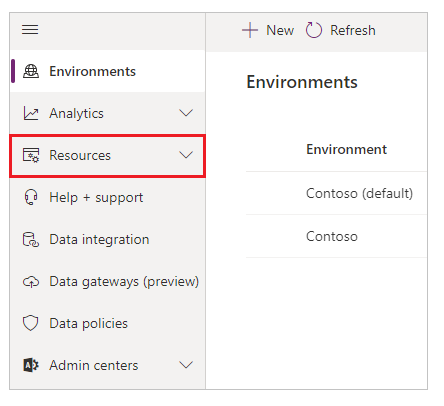 Environments
Analytics
Resources
Help + support
Data integration
Data gateways (preview)
Data policies
Admin centers
New Refresh
Environments
Environment
Contoso (default)
Contoso